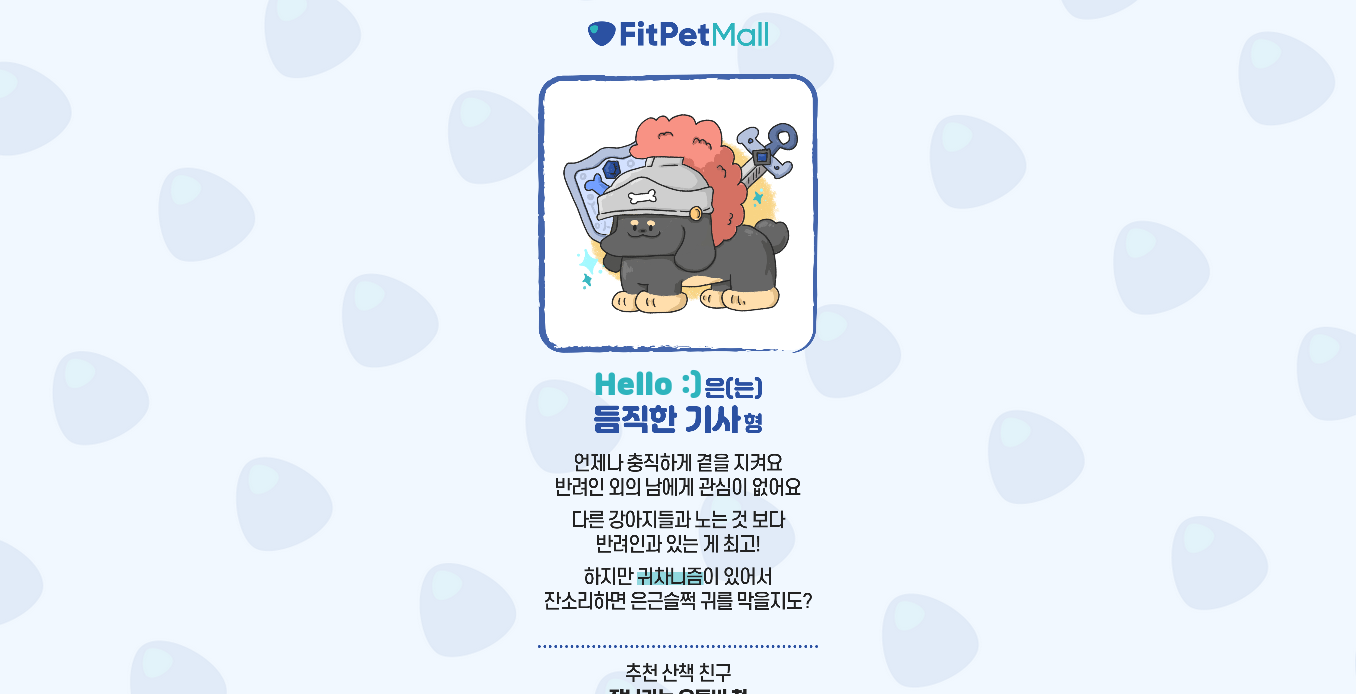 FitPetMall
Hello :)은(는)
듬직한 기사형
언제나 충직하게 곁을 지켜요
반려인 외의 남에게 관심이 없어요
다른 강아지들과 노는 것 보다
반려인과 있는 게 최고!
하지만 귀차니즘이 있어서
잔소리하면 은근슬쩍 귀를 막을지도?
추천 산책 친구